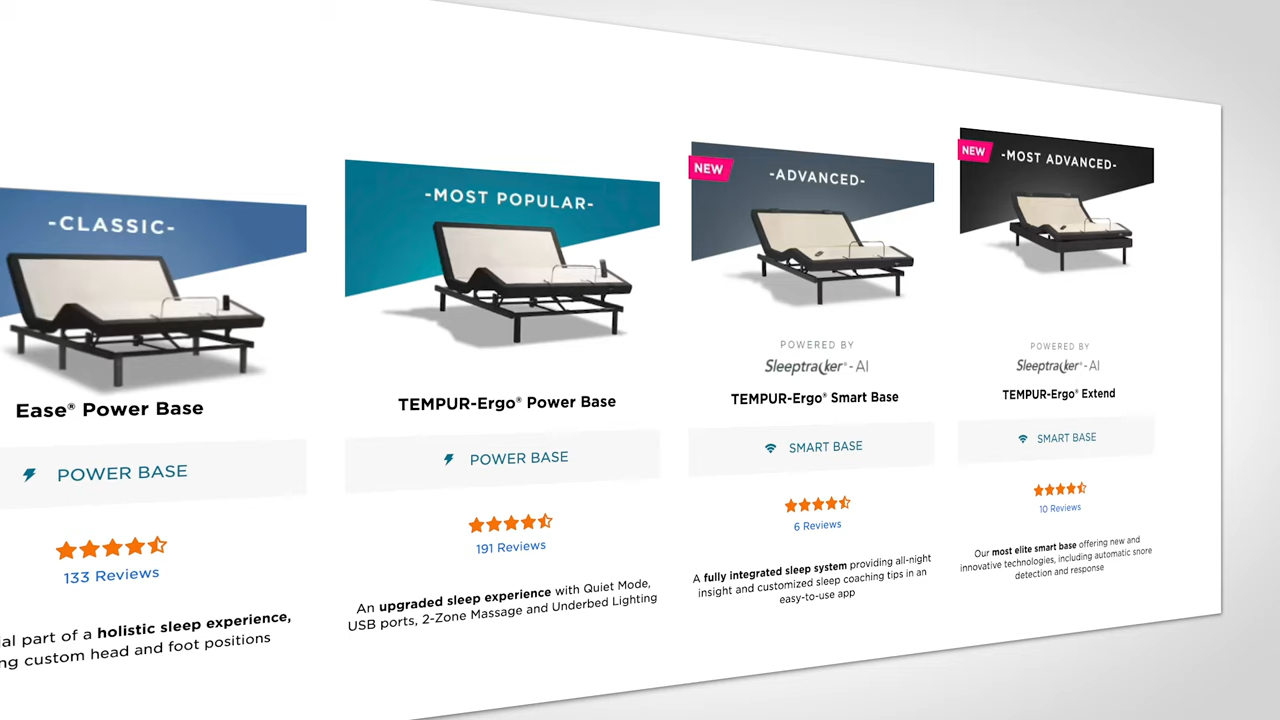 -CLASSIC-
Ease® Power Base
POWER BASE
133 Reviews
part of a holistic sleep experience,
custom head and foot positions
-MOST POPULAR-
TEMPUR-Ergo® Power Base
POWER BASE
191 Reviews
An upgraded sleep experience with Quiet Mode,
USB ports, 2-Zone Massage and Underbed Lighting
NEW
-ADVANCED-
POWERED BY
Sleeptracker®-AI
TEMPUR-Ergo® Smart Base
SMART BASE
6 Reviews
A fully integrated sleep system providing all-night
insight and customized sleep coaching tips in an
easy-to-use app
NEW
-MOST ADVANCED-
POWERED BY
Sleeptracker®-AI
TEMPUR-Ergo® Extend
SMART BASE
10 Reviews
Our most elite smart base offering new and
innovative technologies, including automatic snore
detection and response